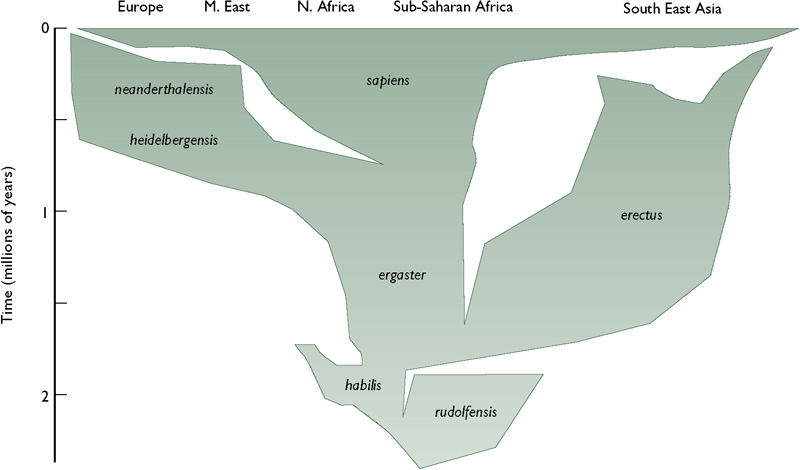 Europe M. East N. Africa Sub-Saharan Africa South East Asia
0
sapiens
neanderthalensis
heidelbergensis
1
erectus
ergaster
habilis
2
rudolfensis
Time (millions of years)